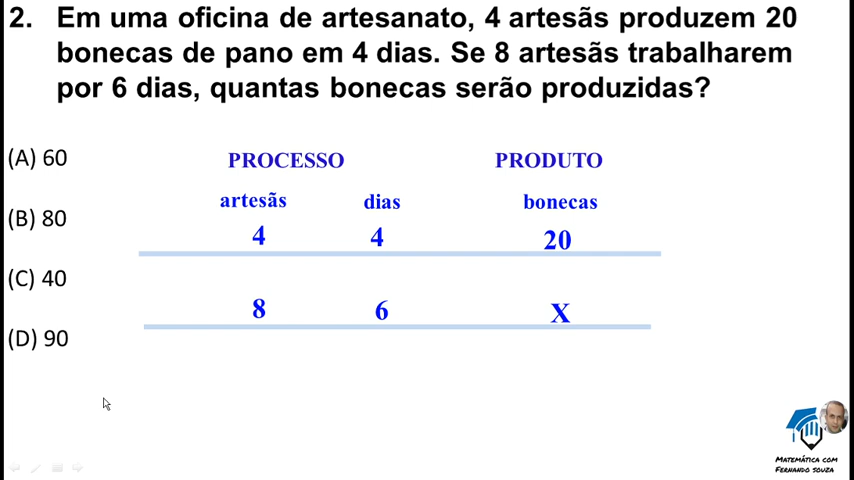 2. Em uma oficina de artesanato, 4 artesãs produzem 20
bonecas de pano em 4 dias. Se 8 artesãs trabalharem
por 6 dias, quantas bonecas serão produzidas?
(A) 60
(B) 80
(C) 40
(D) 90
PROCESSO PRODUTO
artesãs dias bonecas
4 4 20
8 6 X
MATEMÁTICA COM
FERNANDO SOUZA